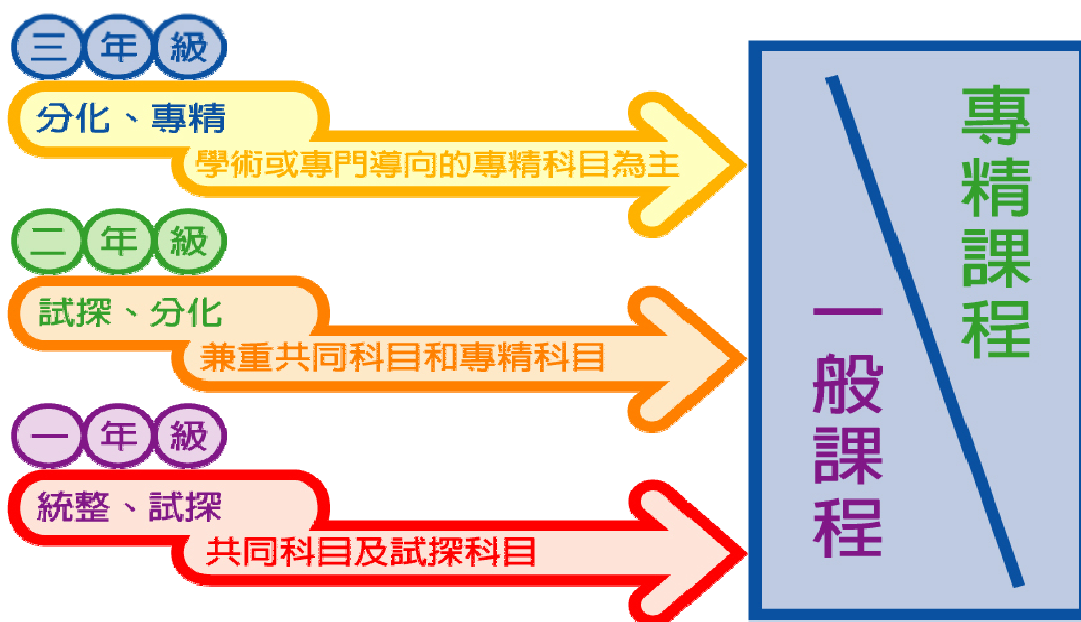 三年級
分化、專精
學術或專門導向的專精科目為主
二年級
試探、分化
兼重共同科目和專精科目
一年級
統整、試探
共同科目及試探科目
專精課程
一般課程